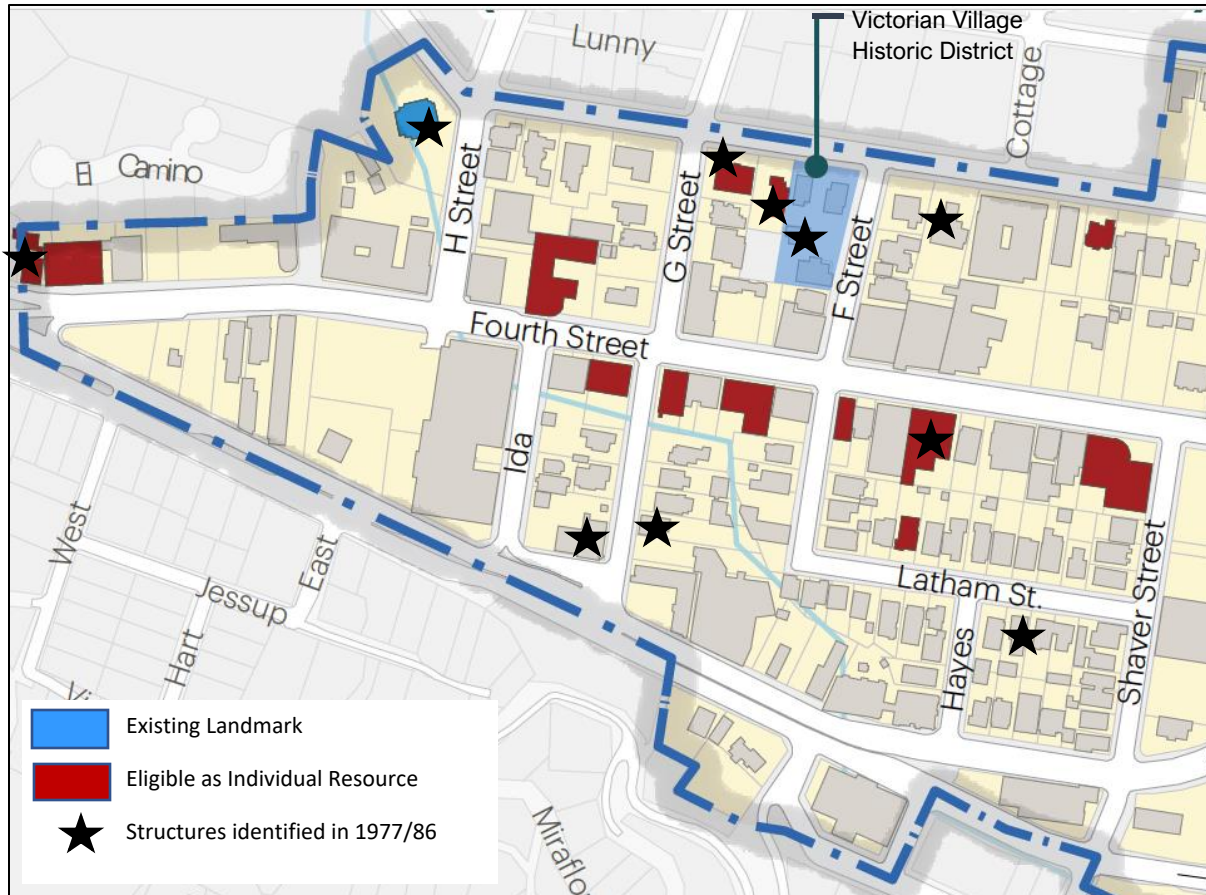 Victorian Village
Historic District
Lunny
Cottage
Camino
H Street
G Street
F Street
Fourth Street
Ida
West
East
Jessup
Hart
Latham St.
Hayes
Shaver Street
Existing Landmark
Eligible as Individual Resource
Structures identified in 1977/86